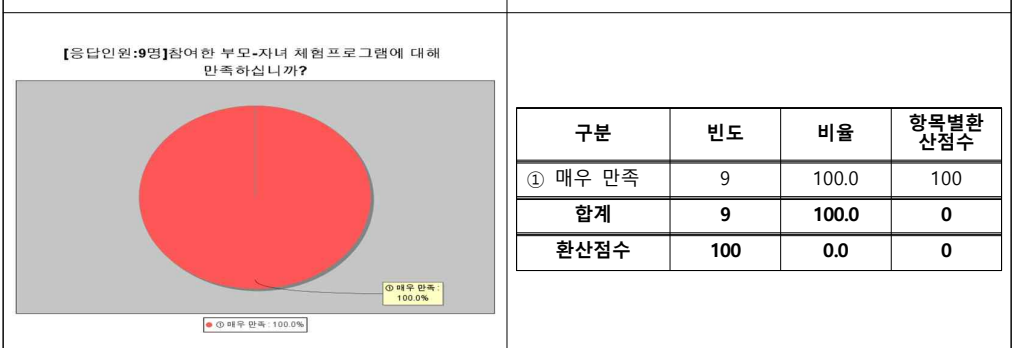 [응답인원:9명]참여한 부모-자녀 체험프로그램에 대해
만족하십니까?
① 매우 만족 :
100.0%
① 매우 만족 : 100.0%
구분 빈도 비율 항목별환
산점수
① 매우 만족 9 100.0 100
합계 9 100.0 0
환산점수 100 0.0 0